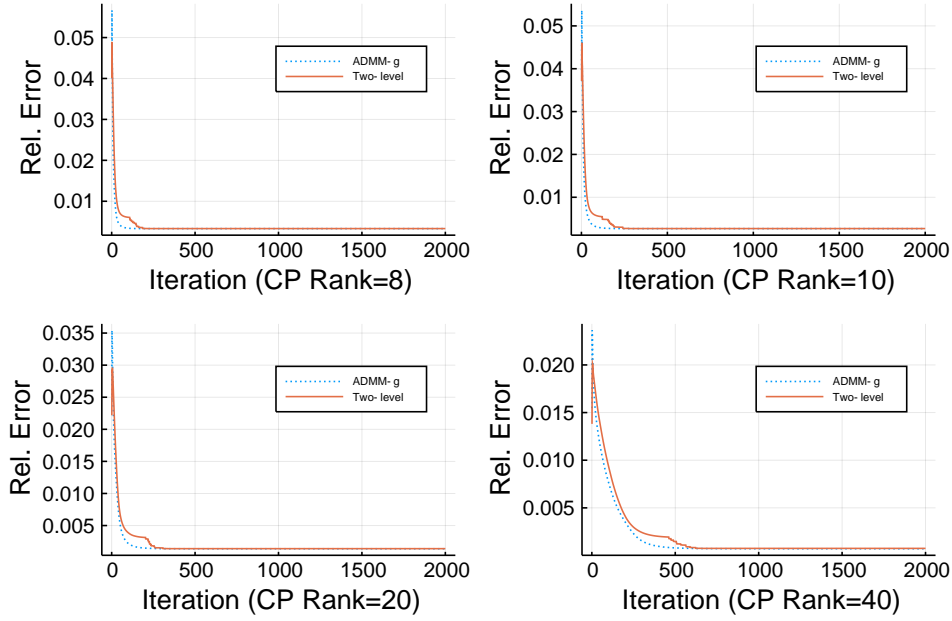 Rel. Error
0.05
0.04
0.03
0.02
0.01
ADMM- g
Two- level
0
500
1000
1500
2000
Iteration (CP Rank=8)
Rel. Error
0.05
0.04
0.03
0.02
0.01
ADMM- g
Two- level
0
500
1000
1500
2000
Iteration (CP Rank=10)
Rel. Error
0.035
0.030
0.025
0.020
0.015
0.010
0.005
ADMM- g
Two- level
0
500
1000
1500
2000
Iteration (CP Rank=20)
Rel. Error
0.020
0.015
0.010
0.005
ADMM- g
Two- level
0
500
1000
1500
2000
Iteration (CP Rank=40)